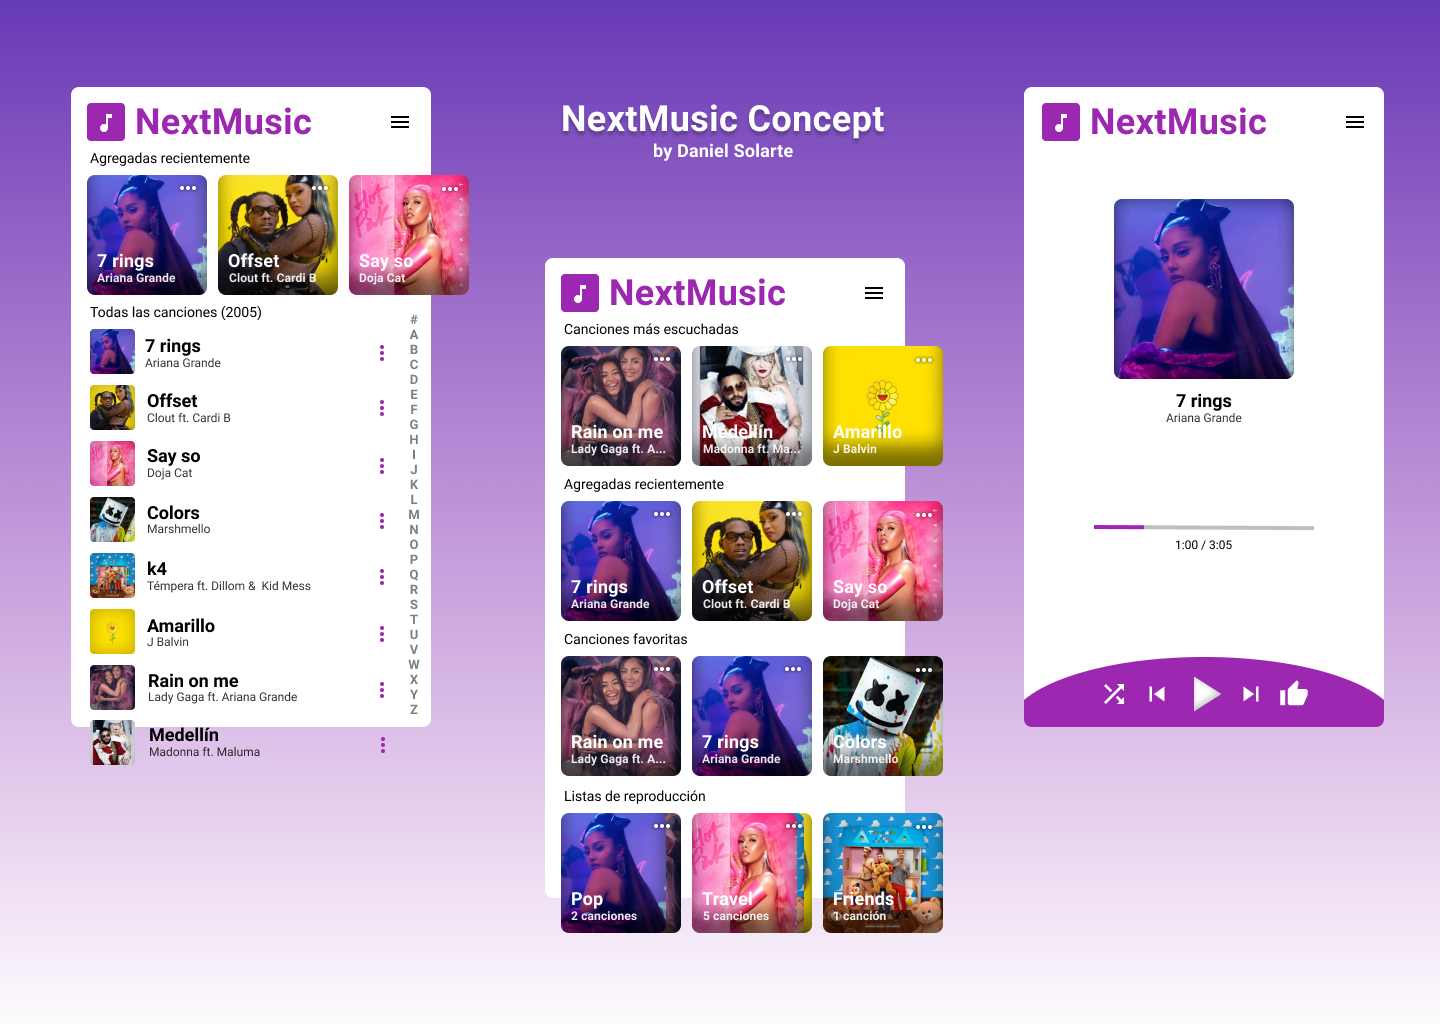 NextMusic
Agregadas recientemente
7 rings
Ariana Grande
Offset
Clout ft. Cardi B
Hot
Pink
Say so
Doja Cat
Todas las canciones (2005)
7 rings
Ariana Grande
Offset
Clout ft. Cardi B
Say so
Doja Cat
Colors
Marshmello
k4
Témpera ft. Dillom & Kid Mess
Amarillo
J Balvin
Rain on me
Lady Gaga ft. Ariana Grande
Medellín
Madonna ft. Maluma
#
A
B
C
D
E
F
G
H
I
J
K
L
M
N
O
P
Q
R
S
T
U
V
W
X
Y
Z
NextMusic Concept
by Daniel Solarte
NextMusic
Canciones más escuchadas
Rain on me
Lady Gaga ft. A...
Medellín
Madonna ft. Ma...
Amarillo
J Balvin
Agregadas recientemente
7 rings
Ariana Grande
Offset
Clout ft. Cardi B
Hot
Pink
Say so
Doja Cat
Canciones favoritas
Rain on me
Lady Gaga ft. A...
7 rings
Ariana Grande
Colors
Marshmello
Listas de reproducción
Pop
2 canciones
Hot
Pink
Travel
5 canciones
Friends
1 canción
NextMusic
7 rings
Ariana Grande
1:00 / 3:05